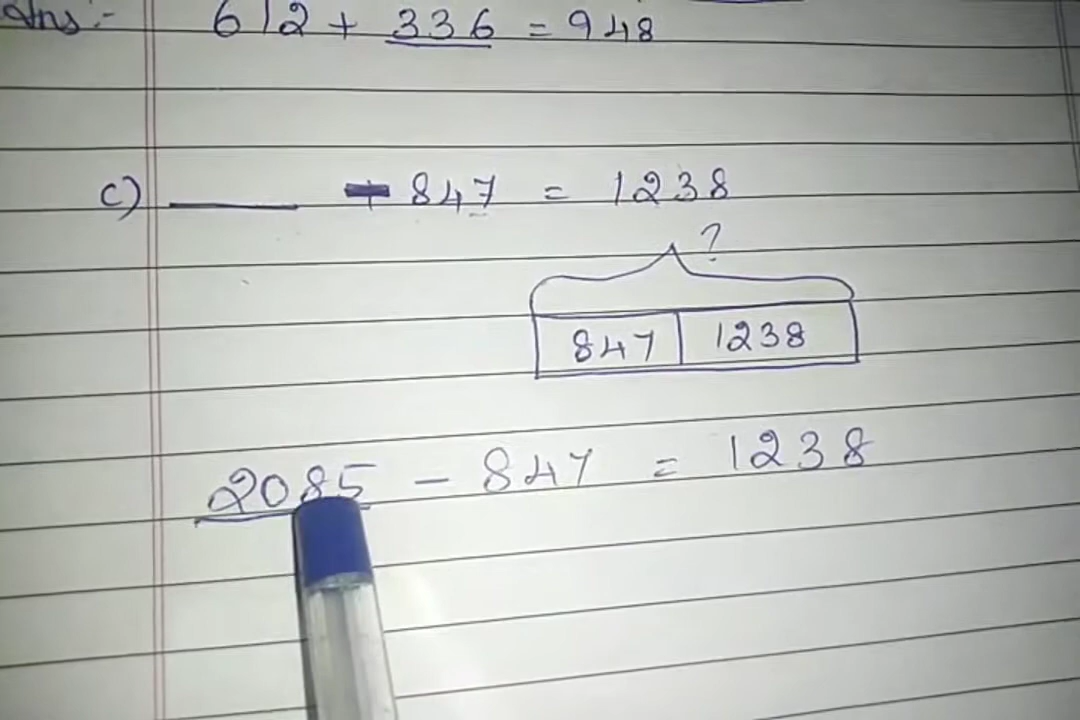 Ans :- 612 + 336 = 948
c) ____ - 847 = 1238
?
847 1238
2085 - 847 = 1238